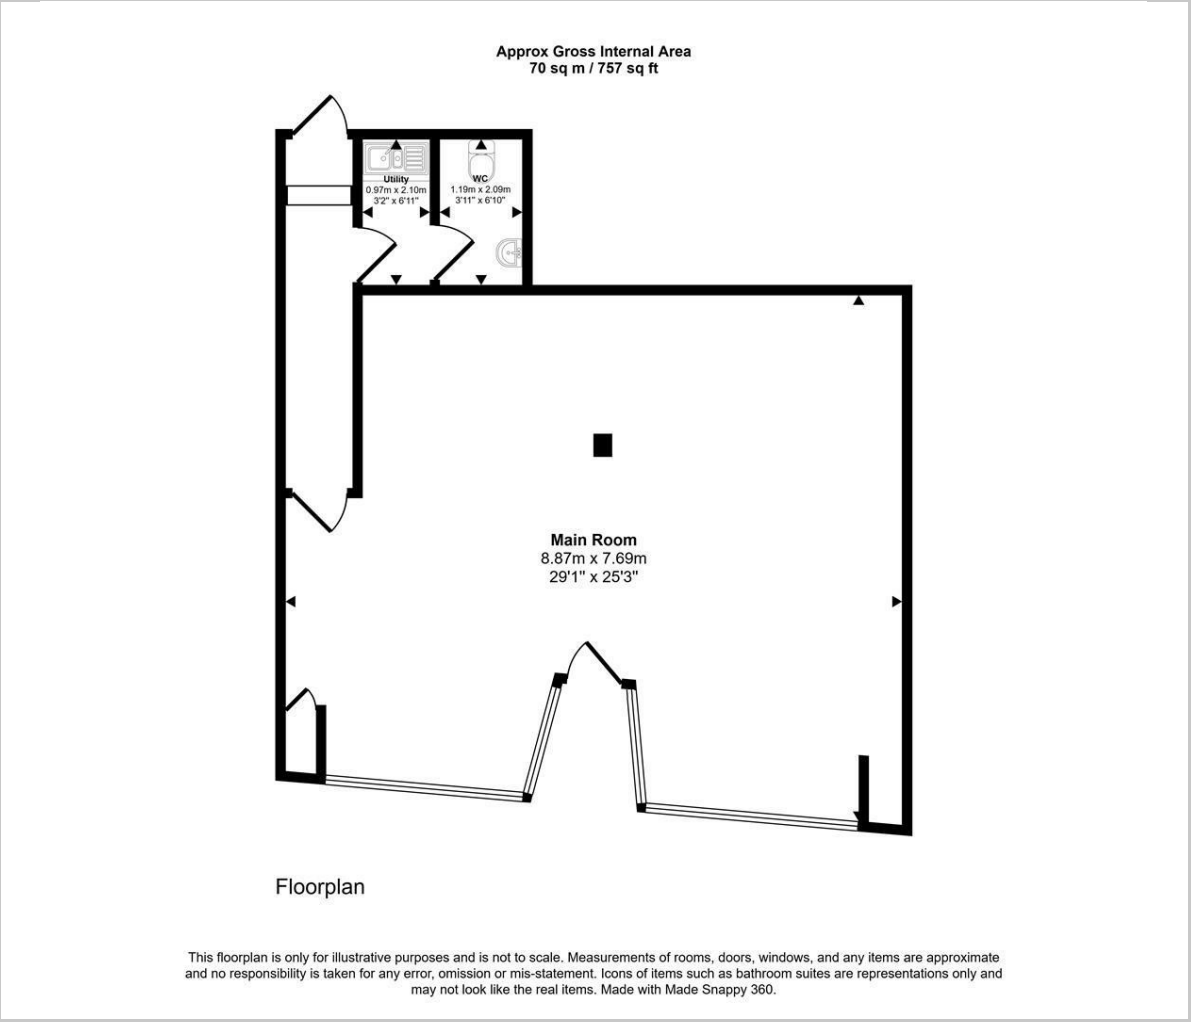 Approx Gross Internal Area
70 sq m / 757 sq ft
Utility
0.97m x 2.10m
3'2" x 6'11"
WC
1.19m x 2.09m
3'11" x 6'10"
Main Room
8.87m x 7.69m
29'1" x 25'3"
Floorplan
This floorplan is only for illustrative purposes and is not to scale. Measurements of rooms, doors, windows, and any items are approximate
and no responsibility is taken for any error, omission or mis-statement. Icons of items such as bathroom suites are representations only and
may not look like the real items. Made with Made Snappy 360.